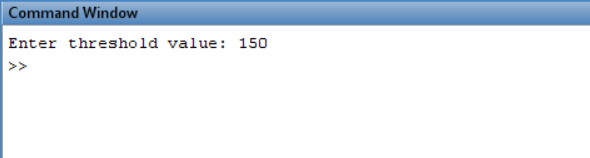 Command Window
Enter threshold value: 150
>>